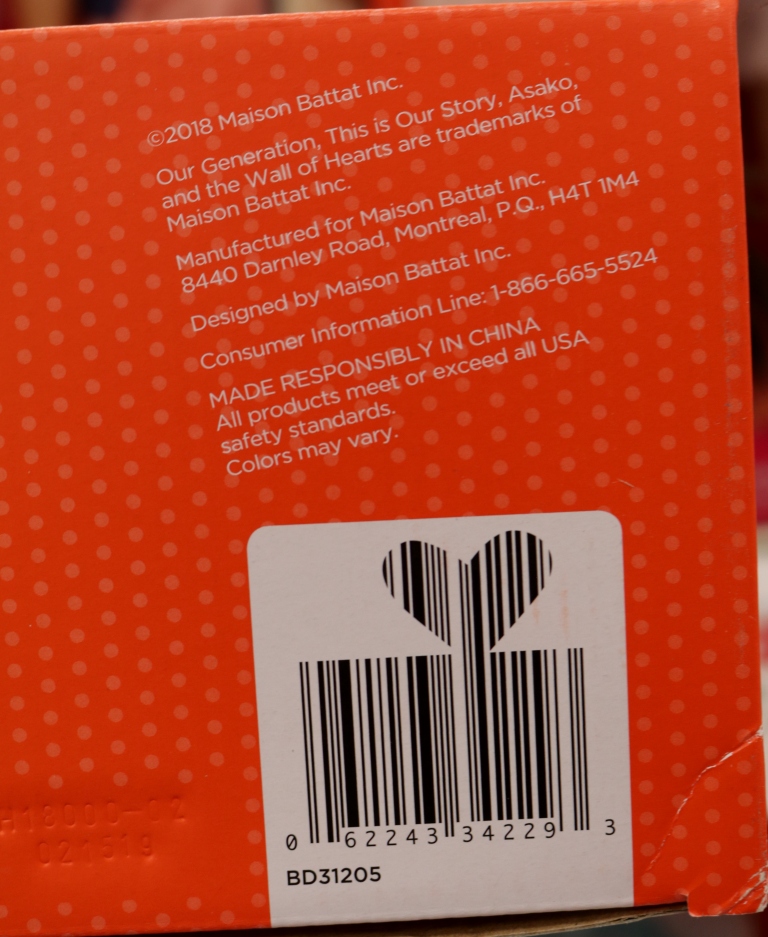 ©2018 Maison Battat Inc.
Our Generation, This is Our Story, Asako,
and the Wall of Hearts are trademarks of
Maison Battat Inc.
Manufactured for Maison Battat Inc.
8440 Darnley Road, Montreal, P.Q., H4T 1M4
Designed by Maison Battat Inc.
Consumer Information Line: 1-866-665-5524
MADE RESPONSIBLY IN CHINA
All products meet or exceed all USA
safety standards.
Colors may vary.
0 62243 34229 3
BD31205